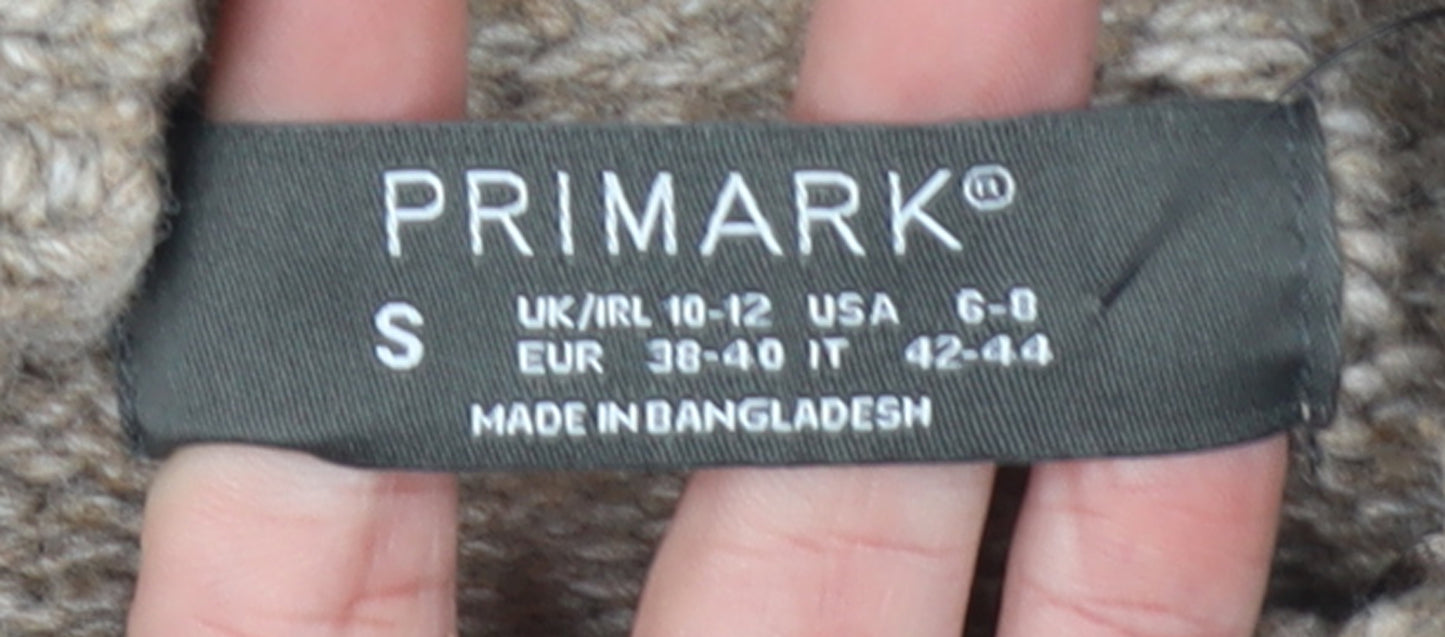 PRIMARK®
S UK/IRL 10-12 USA 6-8
EUR 38-40 IT 42-44
MADE IN BANGLADESH